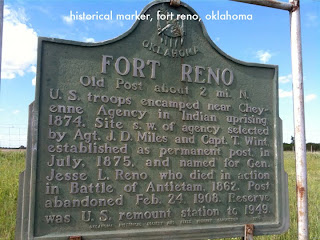 historical marker, fort reno, oklahoma
OKLAHOMA
FORT RENO
Old Post about 2 mi. N.
U. S. troops encamped near Chey-
enne Agency in Indian uprising
1874. Site s. w. of agency selected
by Agt. J. D. Miles and Capt. T. Wint,
established as permanent post in
July, 1875, and named for Gen.
Jesse L. Reno who died in action
in Battle of Antietam, 1862. Post
abandoned Feb. 24, 1908. Reserve
was U. S. remount station to 1949.